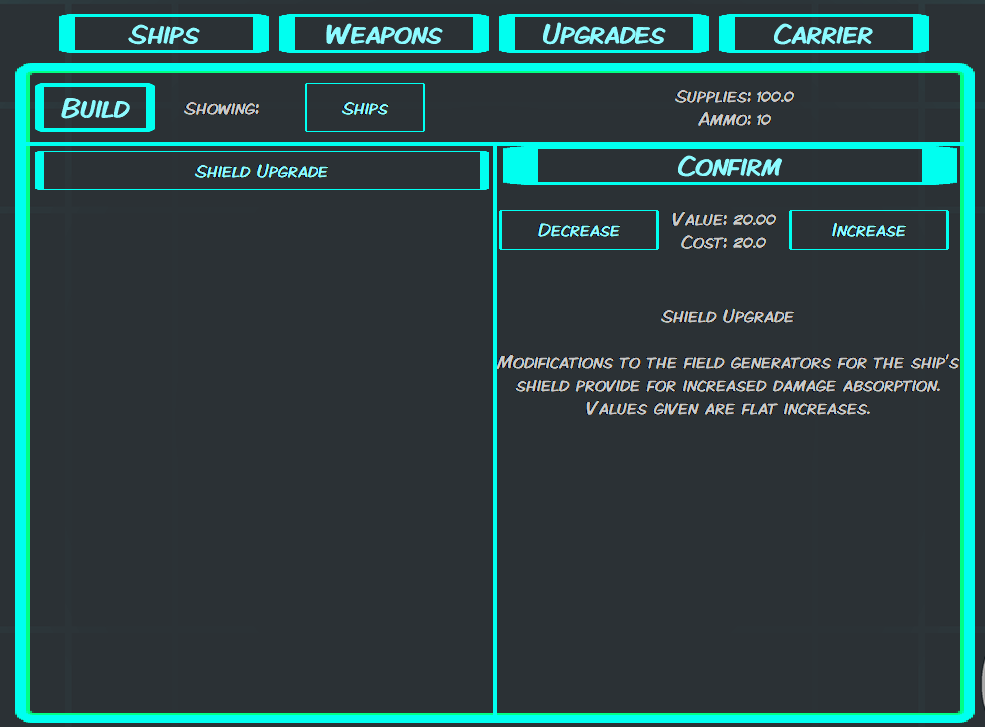 Ships
Weapons
Upgrades
Carrier
Build
Showing:
Ships
Supplies: 100.0
Ammo: 10
Shield Upgrade
Confirm
Decrease
Value: 20.00
Cost: 20.0
Increase
Shield Upgrade
Modifications to the field generators for the ship's
shield provide for increased damage absorption.
Values given are flat increases.